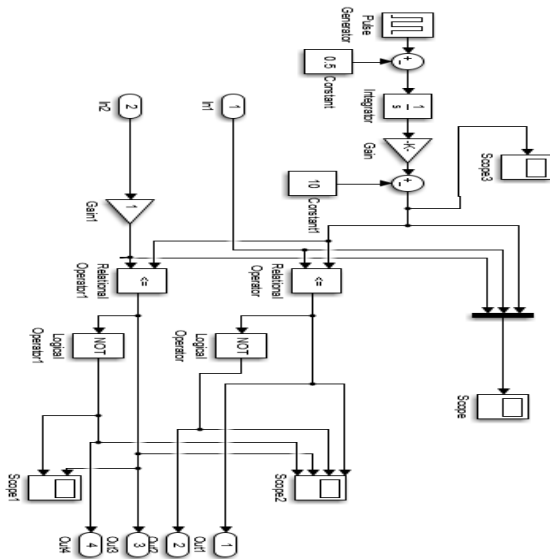 Pulse
Generator
0.5
Constant
+
-
1
s
Integrator
-K-
Gain
10
Constant1
+
-
Scope3
1
In1
2
In2
1
Gain1
<=
Relational
Operator
<=
Relational
Operator1
NOT
Logical
Operator
NOT
Logical
Operator1
Scope
Scope2
Scope1
1
Out1
2
Out2
3
Out3
4
Out4